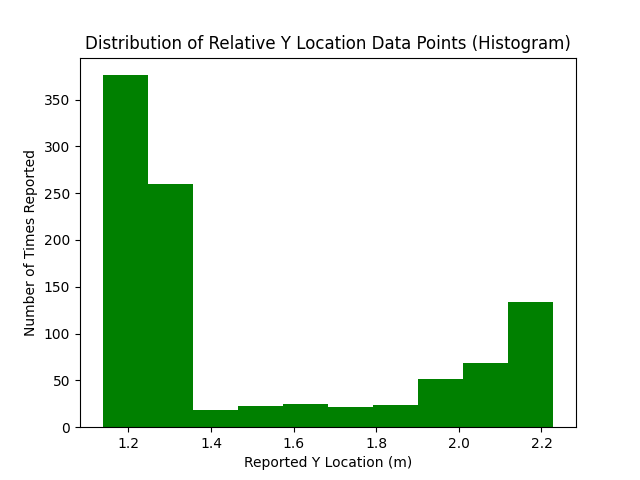 Distribution of Relative Y Location Data Points (Histogram)
350
300
250
200
150
100
50
0
Number of Times Reported
1.2 1.4 1.6 1.8 2.0 2.2
Reported Y Location (m)